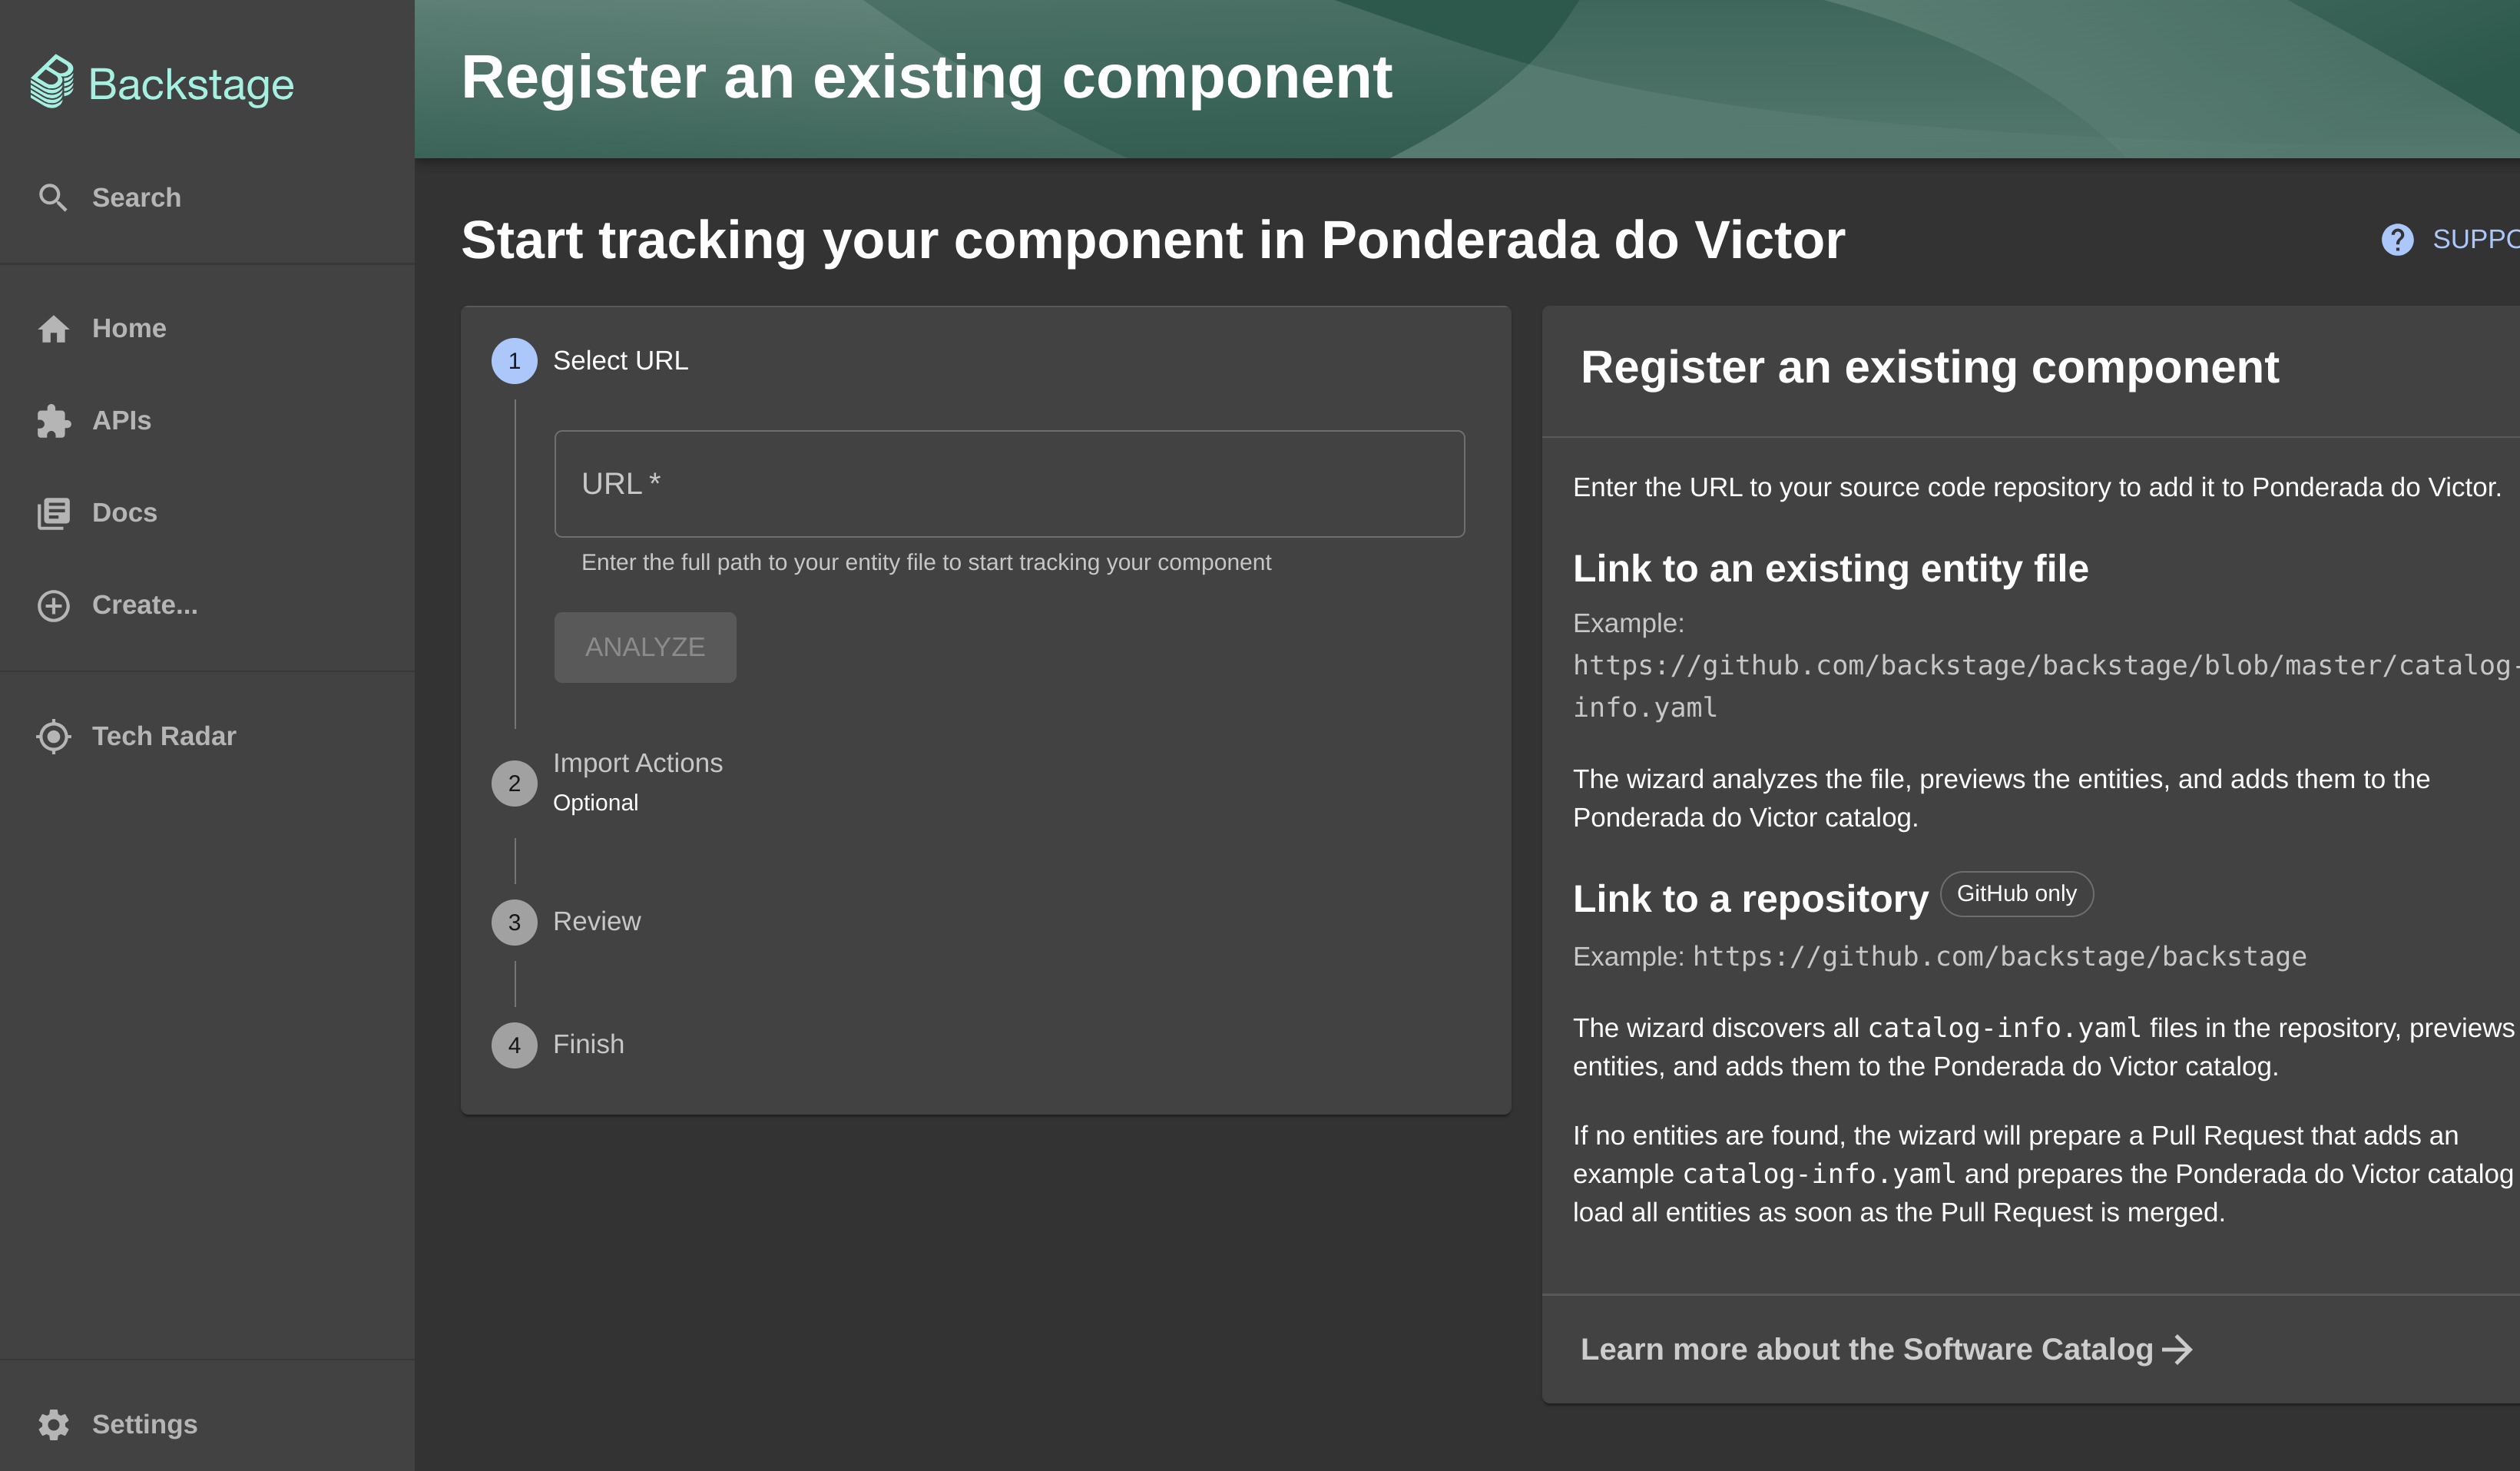 Backstage
Search
Home
APIs
Docs
Create...
Tech Radar
Settings
Register an existing component
Start tracking your component in Ponderada do Victor
1 Select URL
URL *
Enter the full path to your entity file to start tracking your component
ANALYZE
2 Import Actions
Optional
3 Review
4 Finish
Register an existing component
Enter the URL to your source code repository to add it to Ponderada do Victor.
Link to an existing entity file
Example:
https://github.com/backstage/backstage/blob/master/catalog-
info.yaml
The wizard analyzes the file, previews the entities, and adds them to the
Ponderada do Victor catalog.
Link to a repository GitHub only
Example: https://github.com/backstage/backstage
The wizard discovers all catalog-info.yaml files in the repository, previews
entities, and adds them to the Ponderada do Victor catalog.
If no entities are found, the wizard will prepare a Pull Request that adds an
example catalog-info.yaml and prepares the Ponderada do Victor catalog
load all entities as soon as the Pull Request is merged.
Learn more about the Software Catalog